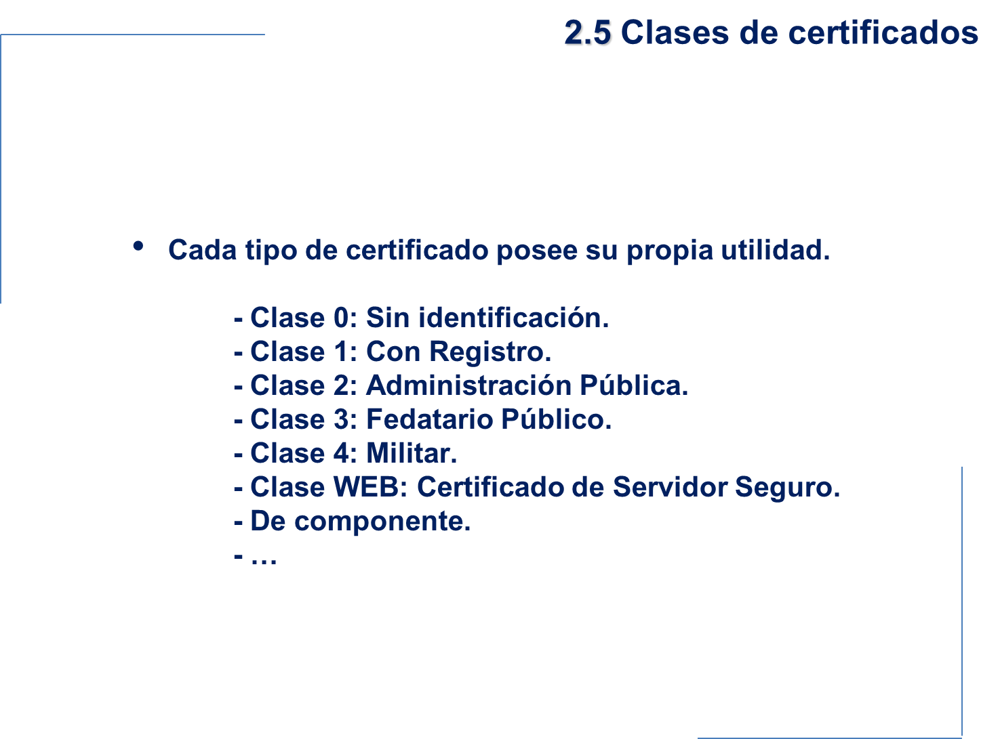 2.5 Clases de certificados
• Cada tipo de certificado posee su propia utilidad.
- Clase 0: Sin identificación.
- Clase 1: Con Registro.
- Clase 2: Administración Pública.
- Clase 3: Fedatario Público.
- Clase 4: Militar.
- Clase WEB: Certificado de Servidor Seguro.
- De componente.
- …